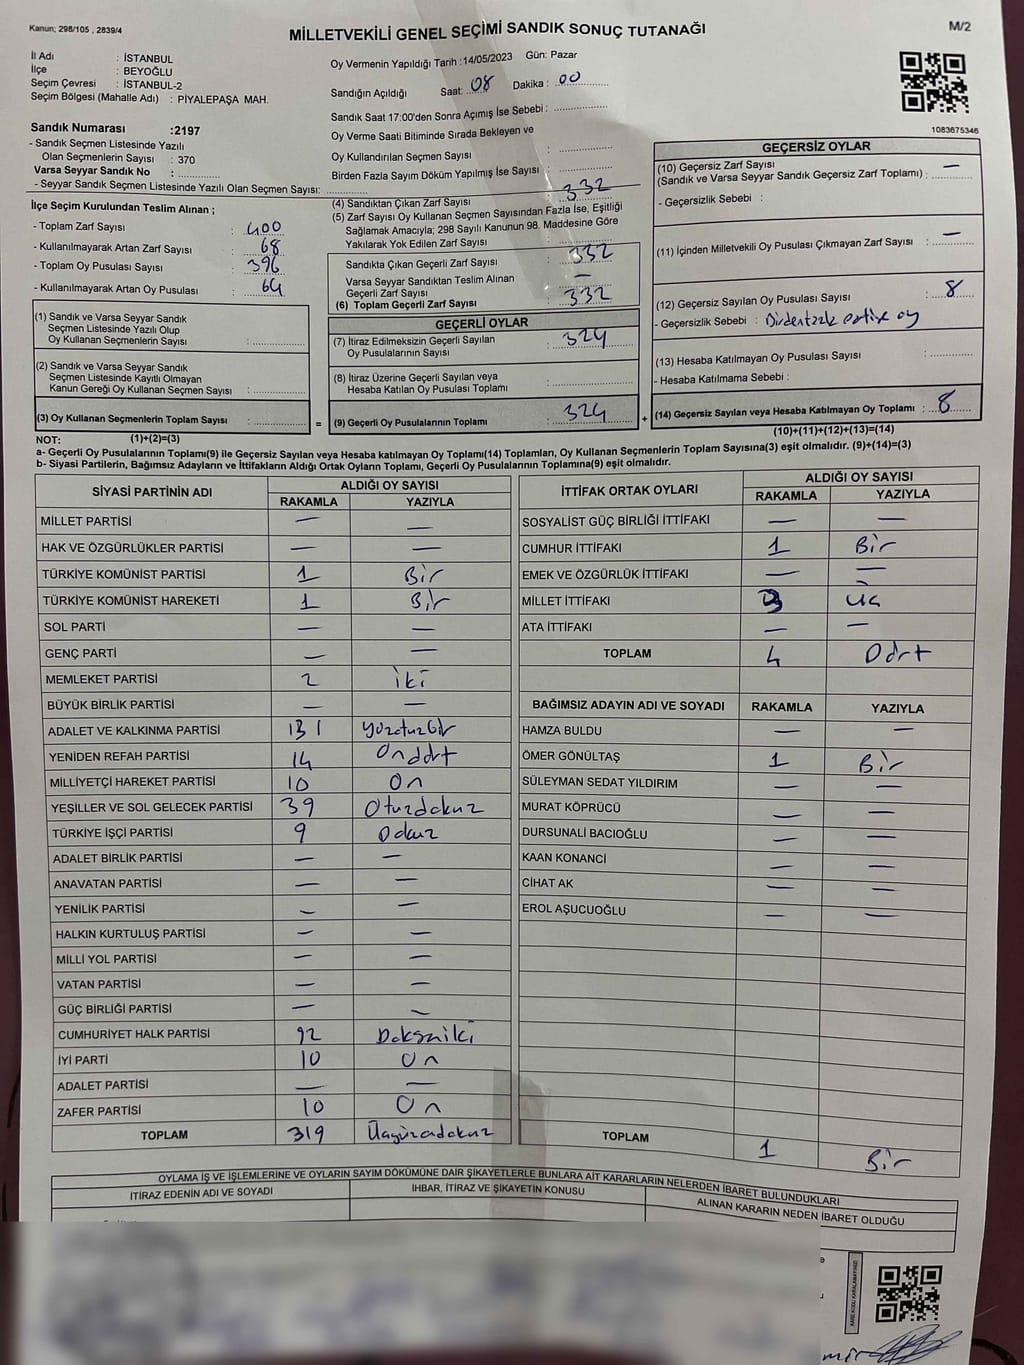 Kanun; 298/105 , 2839/4
MİLLETVEKİLİ GENEL SEÇİMİ SANDIK SONUÇ TUTANAĞI
M/2
İl Adı : İSTANBUL
İlçe : BEYOĞLU
Seçim Çevresi : İSTANBUL-2
Seçim Bölgesi (Mahalle Adı) : PİYALEPAŞA MAH.
Sandık Numarası :2197
- Sandık Seçmen Listesinde Yazılı
Olan Seçmenlerin Sayısı : 370
Varsa Seyyar Sandık No :
- Seyyar Sandık Seçmen Listesinde Yazılı Olan Seçmen Sayısı:
Oy Vermenin Yapıldığı Tarih :14/05/2023 Gün: Pazar
Sandığın Açıldığı Saat: 08 Dakika : 00
Sandık Saat 17:00'den Sonra Açımış İse Sebebi :
Oy Verme Saati Bitiminde Sırada Bekleyen ve
Oy Kullandırılan Seçmen Sayısı :
Birden Fazla Sayım Döküm Yapılmış İse Sayısı :
1083675346
İlçe Seçim Kurulundan Teslim Alınan ;
- Toplam Zarf Sayısı : 400
- Kullanılmayarak Artan Zarf Sayısı : 68
- Toplam Oy Pusulası Sayısı : 396
- Kullanılmayarak Artan Oy Pusulası : 64
(4) Sandıktan Çıkan Zarf Sayısı : 332
(5) Zarf Sayısı Oy Kullanan Seçmen Sayısından Fazla İse, Eşitliği
Sağlamak Amacıyla; 298 Sayılı Kanunun 98. Maddesine Göre
Yakılarak Yok Edilen Zarf Sayısı :
Sandıkta Çıkan Geçerli Zarf Sayısı : 332
Varsa Seyyar Sandıktan Teslim Alınan
Geçerli Zarf Sayısı : —
(6) Toplam Geçerli Zarf Sayısı : 332
GEÇERSİZ OYLAR
(10) Geçersiz Zarf Sayısı —
(Sandık ve Varsa Seyyar Sandık Geçersiz Zarf Toplamı) :
- Geçersizlik Sebebi :
(11) İçinden Milletvekili Oy Pusulası Çıkmayan Zarf Sayısı : —
(12) Geçersiz Sayılan Oy Pusulası Sayısı : 8
- Geçersizlik Sebebi : Birdenfazla partiye oy
(13) Hesaba Katılmayan Oy Pusulası Sayısı :
- Hesaba Katılmama Sebebi :
(14) Geçersiz Sayılan veya Hesaba Katılmayan Oy Toplamı : 8
(10)+(11)+(12)+(13)=(14)
(1) Sandık ve Varsa Seyyar Sandık
Seçmen Listesinde Yazılı Olup
Oy Kullanan Seçmenlerin Sayısı :
(2) Sandık ve Varsa Seyyar Sandık
Seçmen Listesinde Kayıtlı Olmayan
Kanun Gereği Oy Kullanan Seçmen Sayısı :
(3) Oy Kullanan Seçmenlerin Toplam Sayısı : =
(1)+(2)=(3)
GEÇERLİ OYLAR
(7) İtiraz Edilmeksizin Geçerli Sayılan
Oy Pusulalarının Sayısı : 324
(8) İtiraz Üzerine Geçerli Sayılan veya
Hesaba Katılan Oy Pusulası Toplamı :
(9) Geçerli Oy Pusulalarının Toplamı : 324 +
NOT:
a- Geçerli Oy Pusulalarının Toplamı(9) ile Geçersiz Sayılan veya Hesaba Katılmayan Oy Toplamı(14) Toplamları, Oy Kullanan Seçmenlerin Toplam Sayısına(3) eşit olmalıdır. (9)+(14)=(3)
b- Siyasi Partilerin, Bağımsız Adayların ve İttifakların Aldığı Ortak Oyların Toplamı, Geçerli Oy Pusulalarının Toplamına(9) eşit olmalıdır.
SİYASİ PARTİNİN ADI ALDIĞI OY SAYISI
RAKAMLA YAZIYLA
MİLLET PARTİSİ — —
HAK VE ÖZGÜRLÜKLER PARTİSİ — —
TÜRKİYE KOMÜNİST PARTİSİ 1 Bir
TÜRKİYE KOMÜNİST HAREKETİ 1 Bir
SOL PARTİ — —
GENÇ PARTİ — —
MEMLEKET PARTİSİ 2 iki
BÜYÜK BİRLİK PARTİSİ — —
ADALET VE KALKINMA PARTİSİ 131 yüzotuzbir
YENİDEN REFAH PARTİSİ 14 Ondört
MİLLİYETÇİ HAREKET PARTİSİ 10 On
YEŞİLLER VE SOL GELECEK PARTİSİ 39 Otuzdokuz
TÜRKİYE İŞÇİ PARTİSİ 9 Dokuz
ADALET BİRLİK PARTİSİ — —
ANAVATAN PARTİSİ — —
YENİLİK PARTİSİ — —
HALKIN KURTULUŞ PARTİSİ — —
MİLLİ YOL PARTİSİ — —
VATAN PARTİSİ — —
GÜÇ BİRLİĞİ PARTİSİ — —
CUMHURİYET HALK PARTİSİ 92 Doksaniki
İYİ PARTİ 10 On
ADALET PARTİSİ — —
ZAFER PARTİSİ 10 On
TOPLAM 319 Üçyüzondokuz
İTTİFAK ORTAK OYLARI ALDIĞI OY SAYISI
RAKAMLA YAZIYLA
SOSYALİST GÜÇ BİRLİĞİ İTTİFAKI — —
CUMHUR İTTİFAKI 1 Bir
EMEK VE ÖZGÜRLÜK İTTİFAKI — —
MİLLET İTTİFAKI 3 Üç
ATA İTTİFAKI — —
TOPLAM 4 Dört
BAĞIMSIZ ADAYIN ADI VE SOYADI RAKAMLA YAZIYLA
HAMZA BULDU — —
ÖMER GÖNÜLTAŞ 1 Bir
SÜLEYMAN SEDAT YILDIRIM — —
MURAT KÖPRÜCÜ — —
DURSUNALİ BACIOĞLU — —
KAAN KONANCİ — —
CİHAT AK — —
EROL AŞUCUOĞLU — —
TOPLAM 1 Bir
OYLAMA İŞ VE İŞLEMLERİNE VE OYLARIN SAYIM DÖKÜMÜNE DAİR ŞİKAYETLERLE BUNLARA AİT KARARLARIN NELERDEN İBARET BULUNDUKLARI
İTİRAZ EDENİN ADI VE SOYADI İHBAR, İTİRAZ VE ŞİKAYETİN KONUSU ALINAN KARARIN NEDEN İBARET OLDUĞU
KARE KODU KARALAMAYINIZ!